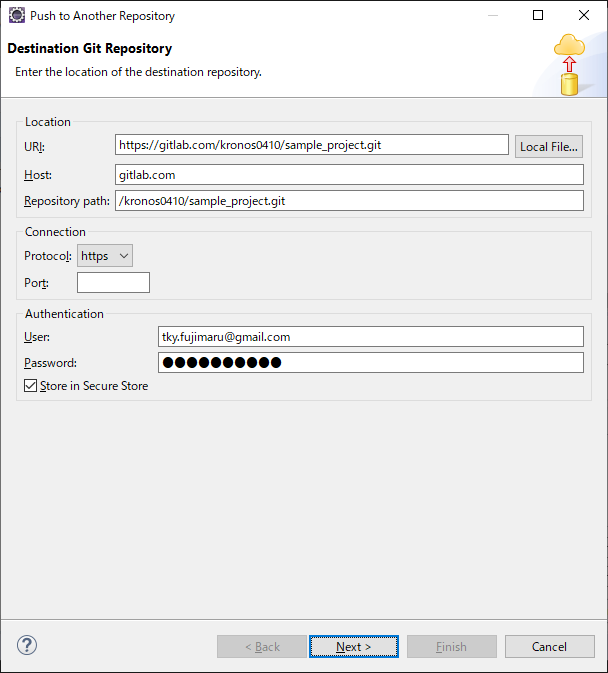 Push to Another Repository
Destination Git Repository
Enter the location of the destination repository.
Location
URI:
https://gitlab.com/kronos0410/sample_project.git
Local File...
Host:
gitlab.com
Repository path:
/kronos0410/sample_project.git
Connection
Protocol:
https
Port:
Authentication
User:
tky.fujimaru@gmail.com
Password:
●●●●●●●●●●
Store in Secure Store
?
< Back
Next >
Finish
Cancel